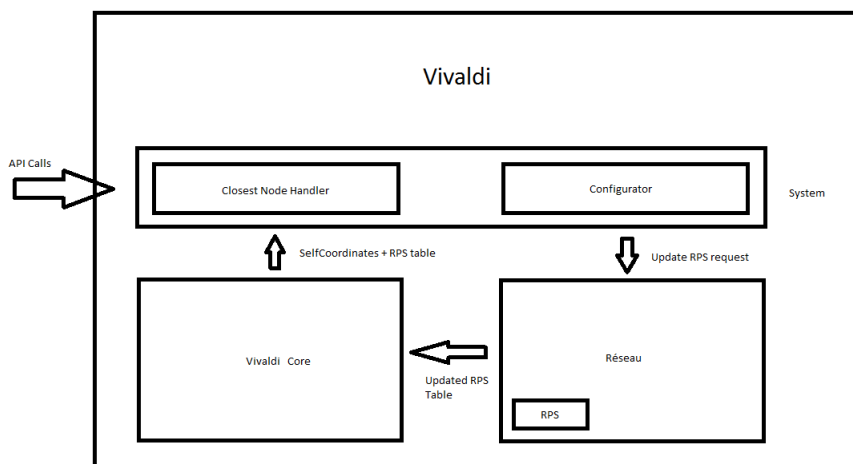 Vivaldi
API Calls
Closest Node Handler
Configurator
System
SelfCoordinates + RPS table
Update RPS request
Vivaldi Core
Réseau
Updated RPS
Table
RPS